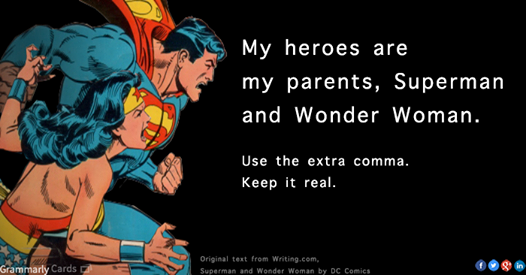 My heroes are
my parents, Superman
and Wonder Woman.
Use the extra comma.
Keep it real.
Original text from Writing.com,
Superman and Wonder Woman by DC Comics
Grammarly Cards